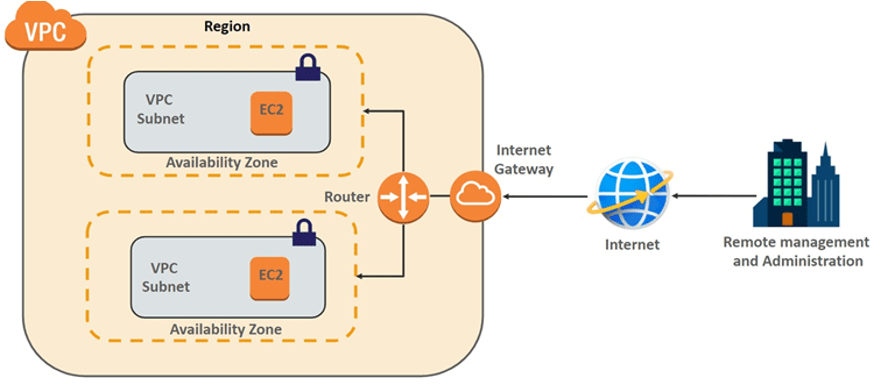 VPC
Region
VPC
Subnet
EC2
Availability Zone
Router
Internet
Gateway
VPC
Subnet
EC2
Availability Zone
Internet
Remote management
and Administration